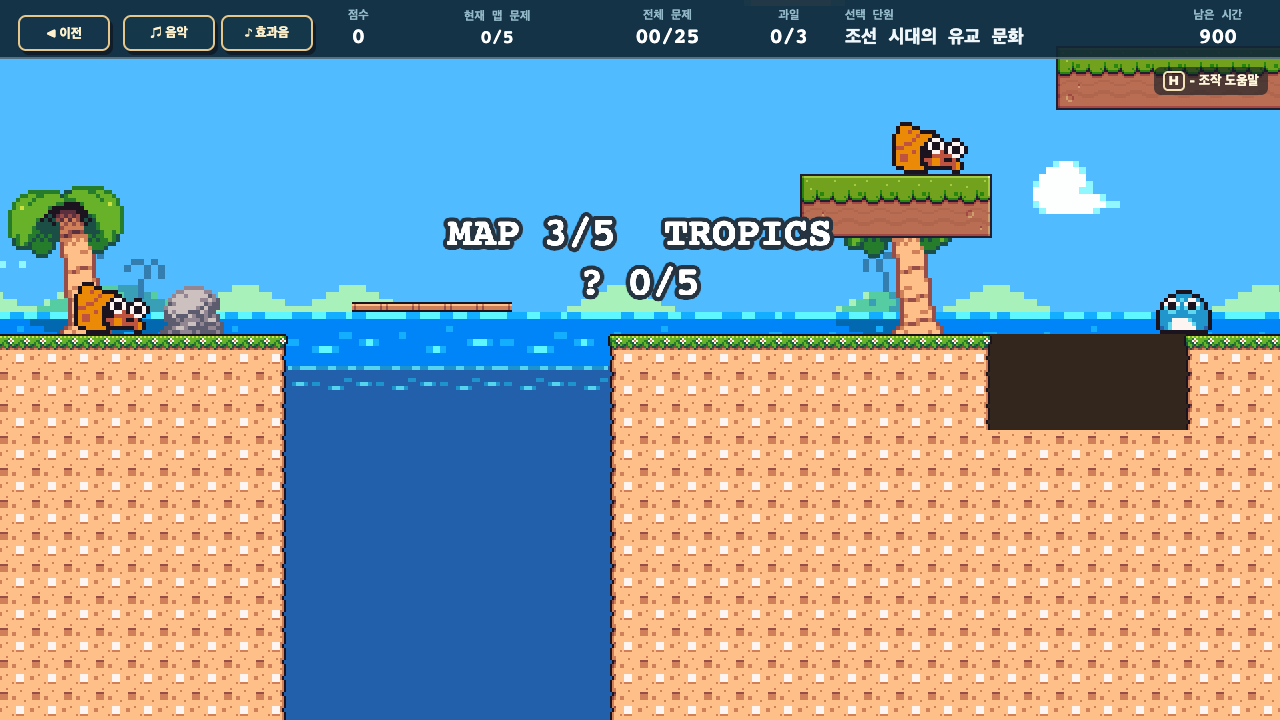 ◀ 이전
♫ 음악
♪ 효과음
점수
0
현재 맵 문제
0/5
전체 문제
00/25
과일
0/3
선택 단원
조선 시대의 유교 문화
남은 시간
900
H - 조작 도움말
MAP 3/5 TROPICS
? 0/5